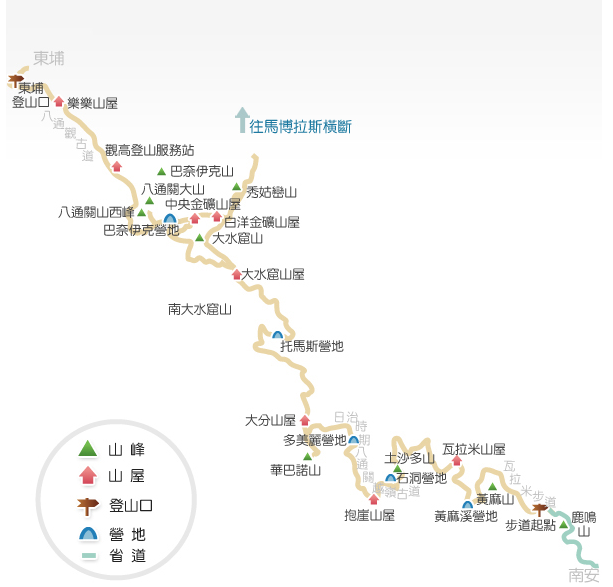 東埔
東埔
登山口
樂樂山屋
八通關古道
往馬博拉斯橫斷
觀高登山服務站
巴奈伊克山
八通關大山
秀姑巒山
中央金礦山屋
八通關山西峰
白洋金礦山屋
巴奈伊克營地
大水窟山
大水窟山屋
南大水窟山
托馬斯營地
大分山屋
日治時期八通關越嶺古道
多美麗營地
華巴諾山
土沙多山
石洞營地
瓦拉米山屋
瓦拉米步道
抱崖山屋
黃麻山
黃麻溪營地
步道起點
鹿鳴
山
南安
山 峰
山 屋
登山口
營 地
省 道